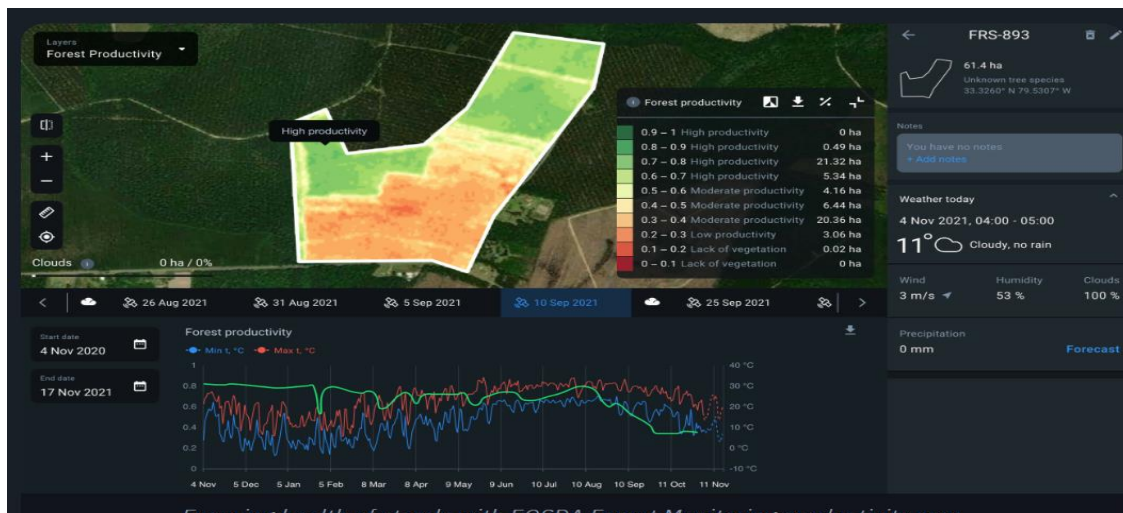 Layers
Forest Productivity
High productivity
Clouds 0 ha / 0%
Forest productivity
0.9 – 1 High productivity 0 ha
0.8 – 0.9 High productivity 0.49 ha
0.7 – 0.8 High productivity 21.32 ha
0.6 – 0.7 High productivity 5.34 ha
0.5 – 0.6 Moderate productivity 4.16 ha
0.4 – 0.5 Moderate productivity 6.44 ha
0.3 – 0.4 Moderate productivity 20.36 ha
0.2 – 0.3 Low productivity 3.06 ha
0.1 – 0.2 Lack of vegetation 0.02 ha
0 – 0.1 Lack of vegetation 0 ha
26 Aug 2021 31 Aug 2021 5 Sep 2021 10 Sep 2021 25 Sep 2021
Start date
4 Nov 2020
End date
17 Nov 2021
Forest productivity
Min t, °C Max t, °C
1 40 °C
0.8 30 °C
0.6 20 °C
0.4 10 °C
0.2 0 °C
0 -10 °C
4 Nov 5 Dec 5 Jan 5 Feb 8 Mar 8 Apr 9 May 9 Jun 10 Jul 10 Aug 10 Sep 11 Oct 11 Nov
FRS-893
61.4 ha
Unknown tree species
33.3260° N 79.5307° W
Notes
You have no notes
+ Add notes
Weather today
4 Nov 2021, 04:00 - 05:00
11° Cloudy, no rain
Wind Humidity Clouds
3 m/s 53 % 100 %
Precipitation
0 mm Forecast